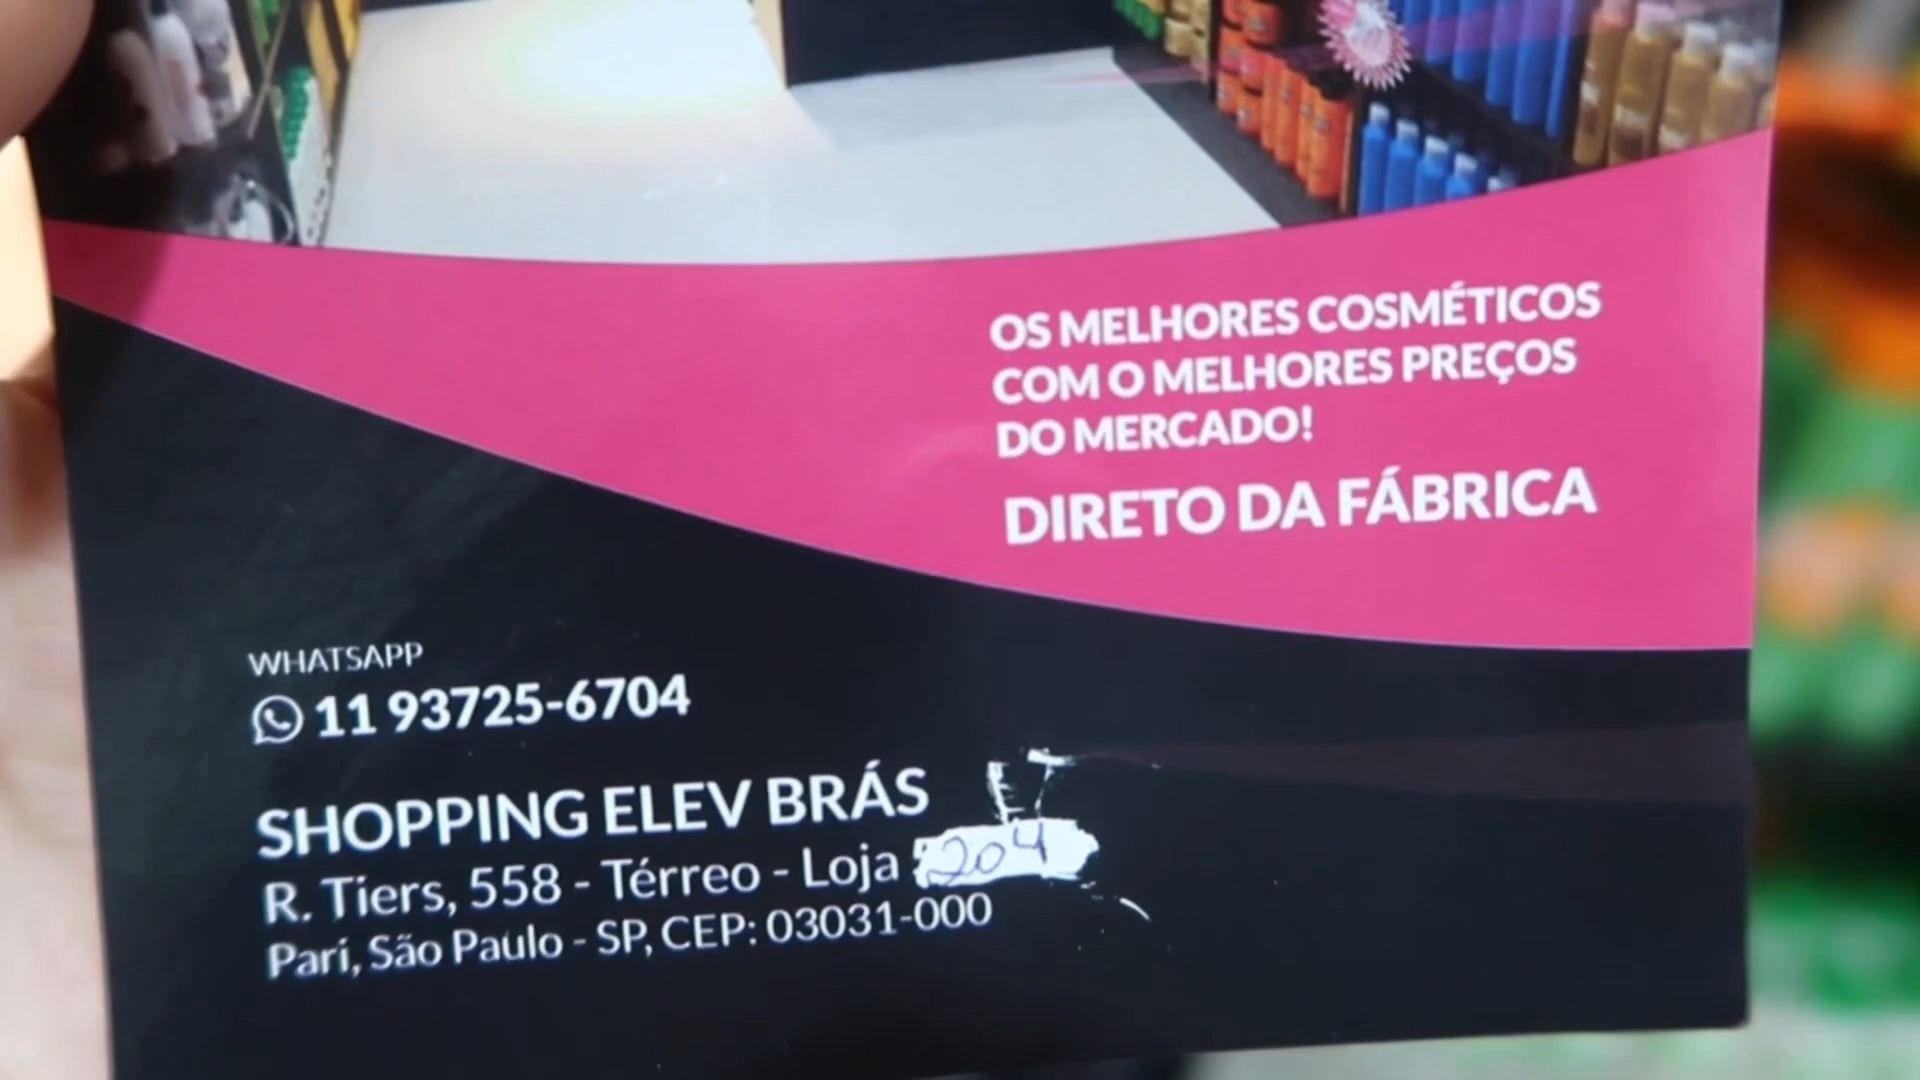 OS MELHORES COSMÉTICOS
COM O MELHORES PREÇOS
DO MERCADO!
DIRETO DA FÁBRICA
WHATSAPP
11 93725-6704
SHOPPING ELEV BRÁS
R. Tiers, 558 - Térreo - Loja 204
Pari, São Paulo - SP, CEP: 03031-000